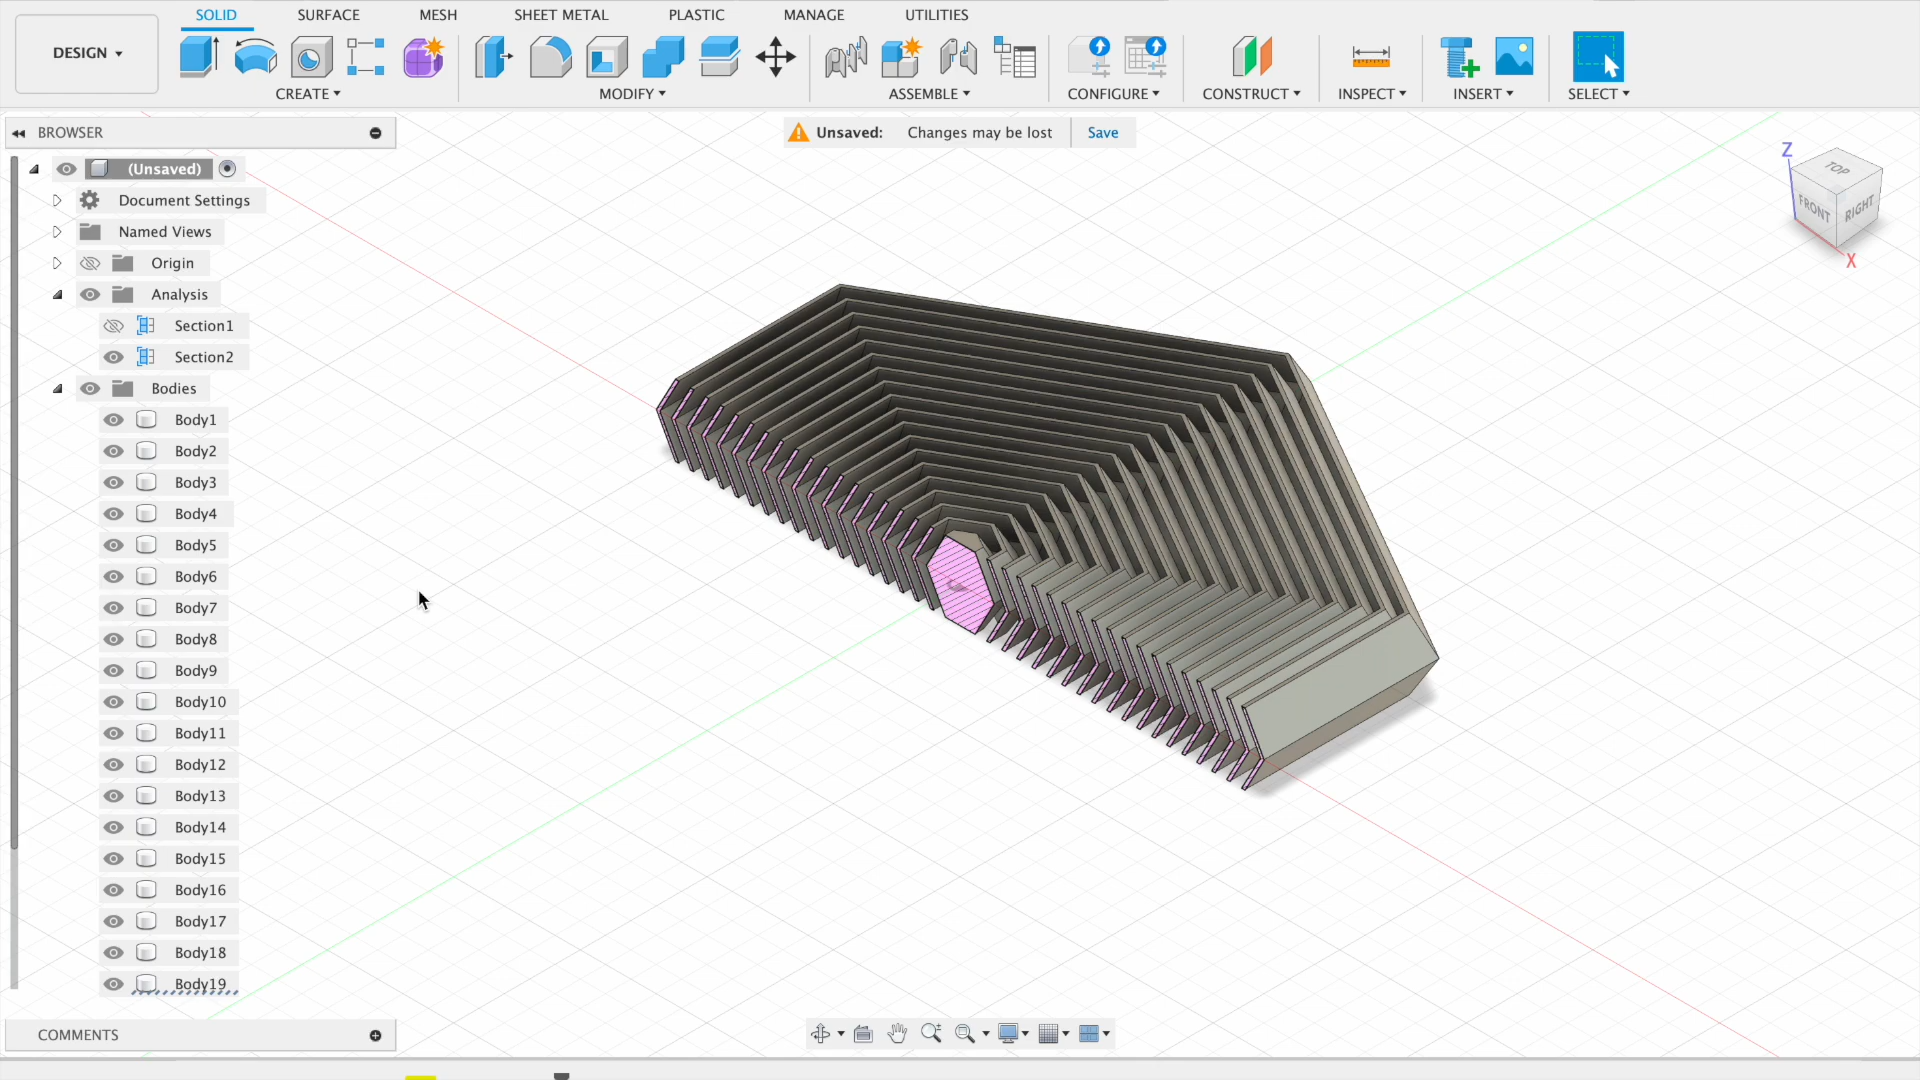 SOLID SURFACE MESH SHEET METAL PLASTIC MANAGE UTILITIES
DESIGN
CREATE MODIFY ASSEMBLE CONFIGURE CONSTRUCT INSPECT INSERT SELECT
BROWSER
Unsaved: Changes may be lost Save
(Unsaved)
Document Settings
Named Views
Origin
Analysis
Section1
Section2
Bodies
Body1
Body2
Body3
Body4
Body5
Body6
Body7
Body8
Body9
Body10
Body11
Body12
Body13
Body14
Body15
Body16
Body17
Body18
Body19
Z
TOP
FRONT
RIGHT
X
COMMENTS